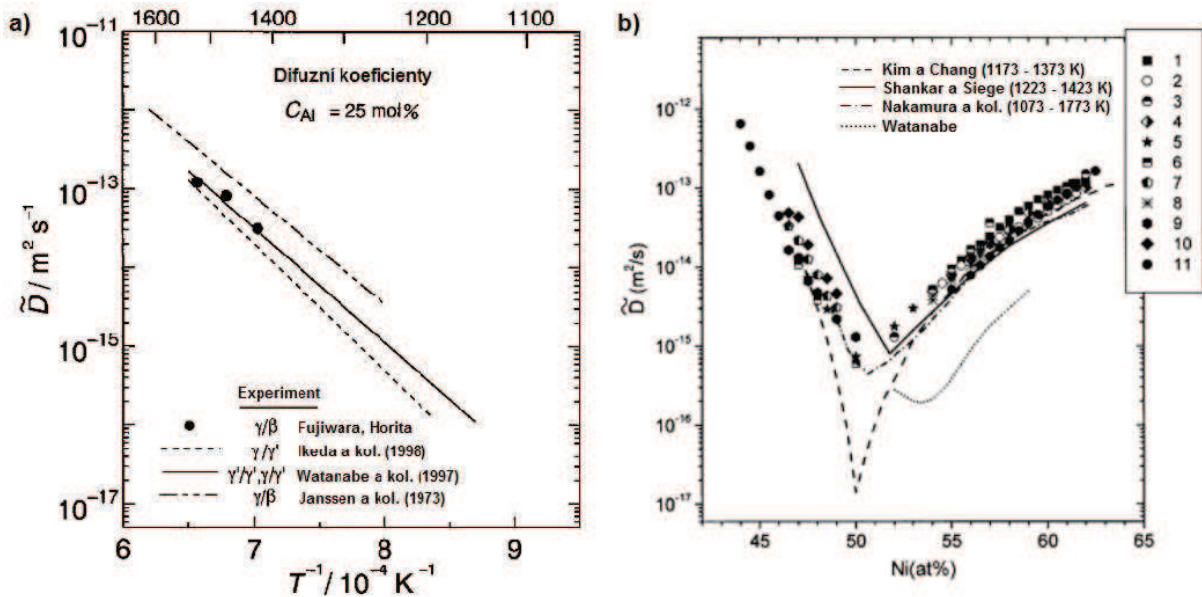 a)
1600 1400 1200 1100
10⁻¹¹
10⁻¹³
10⁻¹⁵
10⁻¹⁷
D̃ / m² s⁻¹
Difuzní koeficienty
C_Al = 25 mol%
Experiment
γ/β Fujiwara, Horita
γ/γ' Ikeda a kol. (1998)
γ'/γ',γ/γ' Watanabe a kol. (1997)
γ/β Janssen a kol. (1973)
6 7 8 9
T⁻¹ / 10⁻⁴ K⁻¹
b)
Kim a Chang (1173 - 1373 K)
Shankar a Siege (1223 - 1423 K)
Nakamura a kol. (1073 - 1773 K)
Watanabe
1
2
3
4
5
6
7
8
9
10
11
10⁻¹²
10⁻¹³
10⁻¹⁴
10⁻¹⁵
10⁻¹⁶
10⁻¹⁷
D̃ (m²/s)
45 50 55 60 65
Ni(at%)